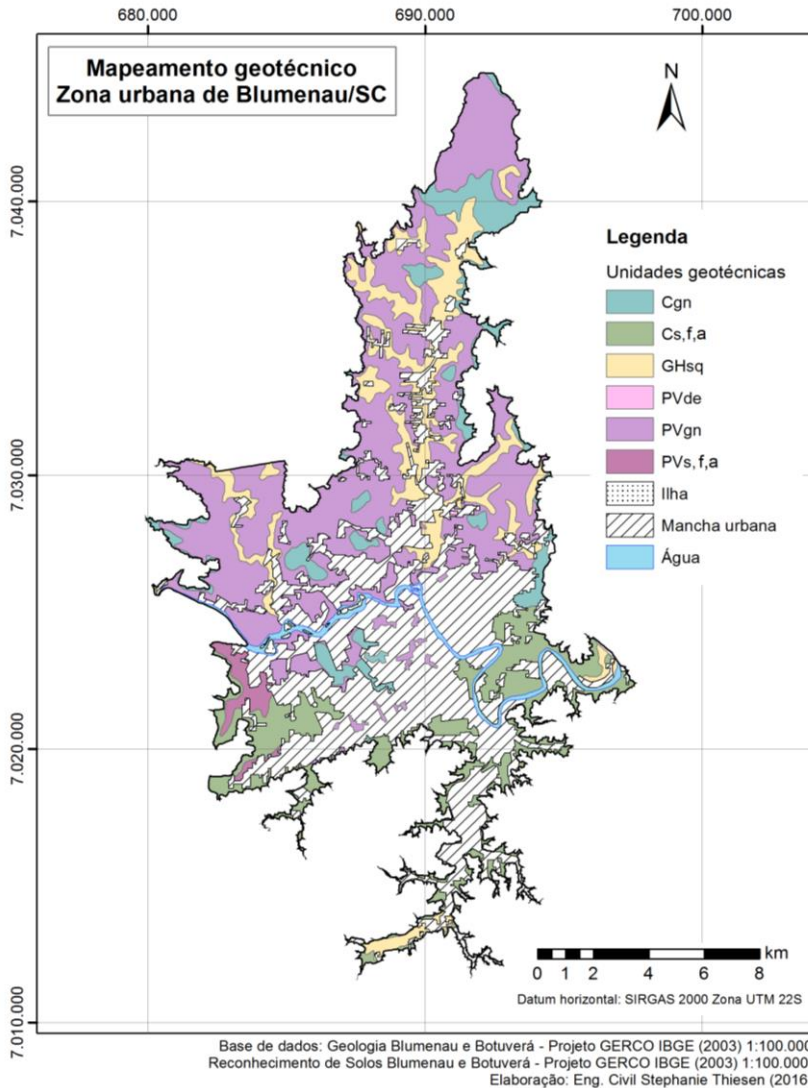 680.000 690.000 700.000
Mapeamento geotécnico
Zona urbana de Blumenau/SC
N
7.040.000
7.030.000
7.020.000
7.010.000
Legenda
Unidades geotécnicas
Cgn
Cs,f,a
GHsq
PVde
PVgn
PVs,f,a
Ilha
Mancha urbana
Água
km
0 1 2 4 6 8
Datum horizontal: SIRGAS 2000 Zona UTM 22S
Base de dados: Geologia Blumenau e Botuverá - Projeto GERCO IBGE (2003) 1:100.000
Reconhecimento de Solos Blumenau e Botuverá - Projeto GERCO IBGE (2003) 1:100.000
Elaboração: Eng. Civil Stephanie Thiesen (2016